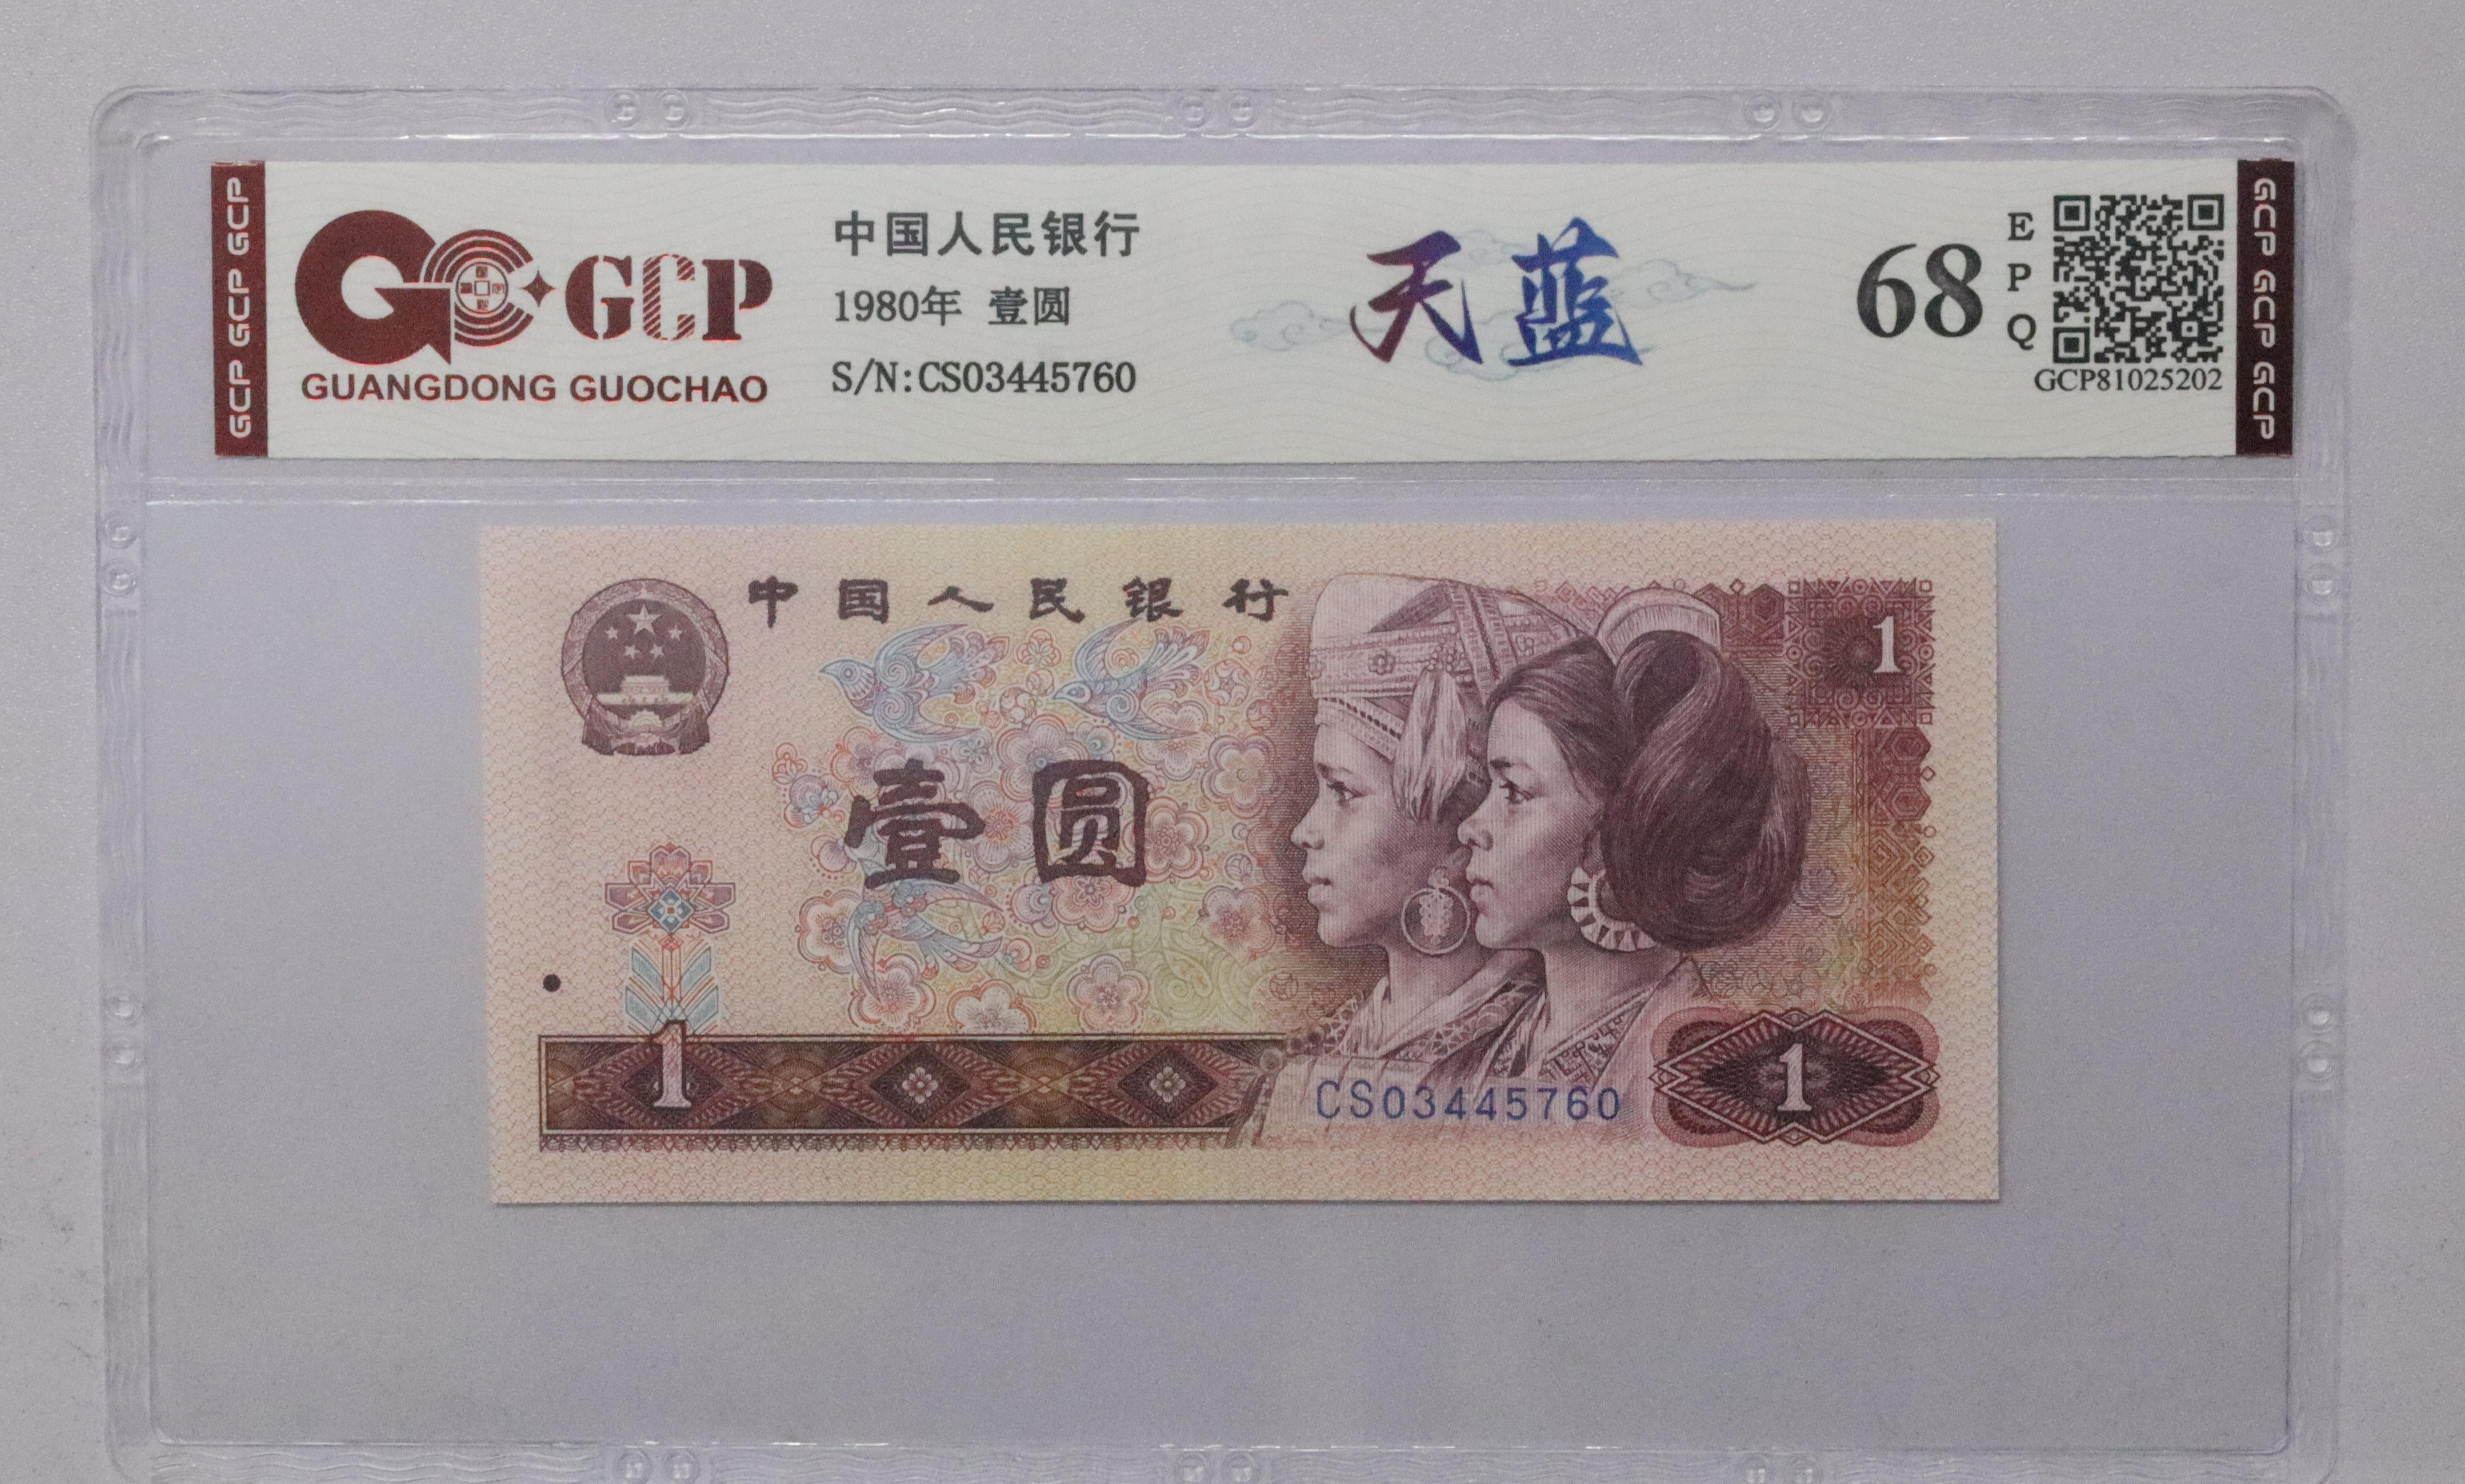 GCP GCP GCP
GCP
GUANGDONG GUOCHAO
中国人民银行
1980年 壹圆
S/N:CS03445760
天蓝
68
E
P
Q
GCP81025202
GCP GCP GCP
中国人民银行
1
壹圆
1
CS03445760
1